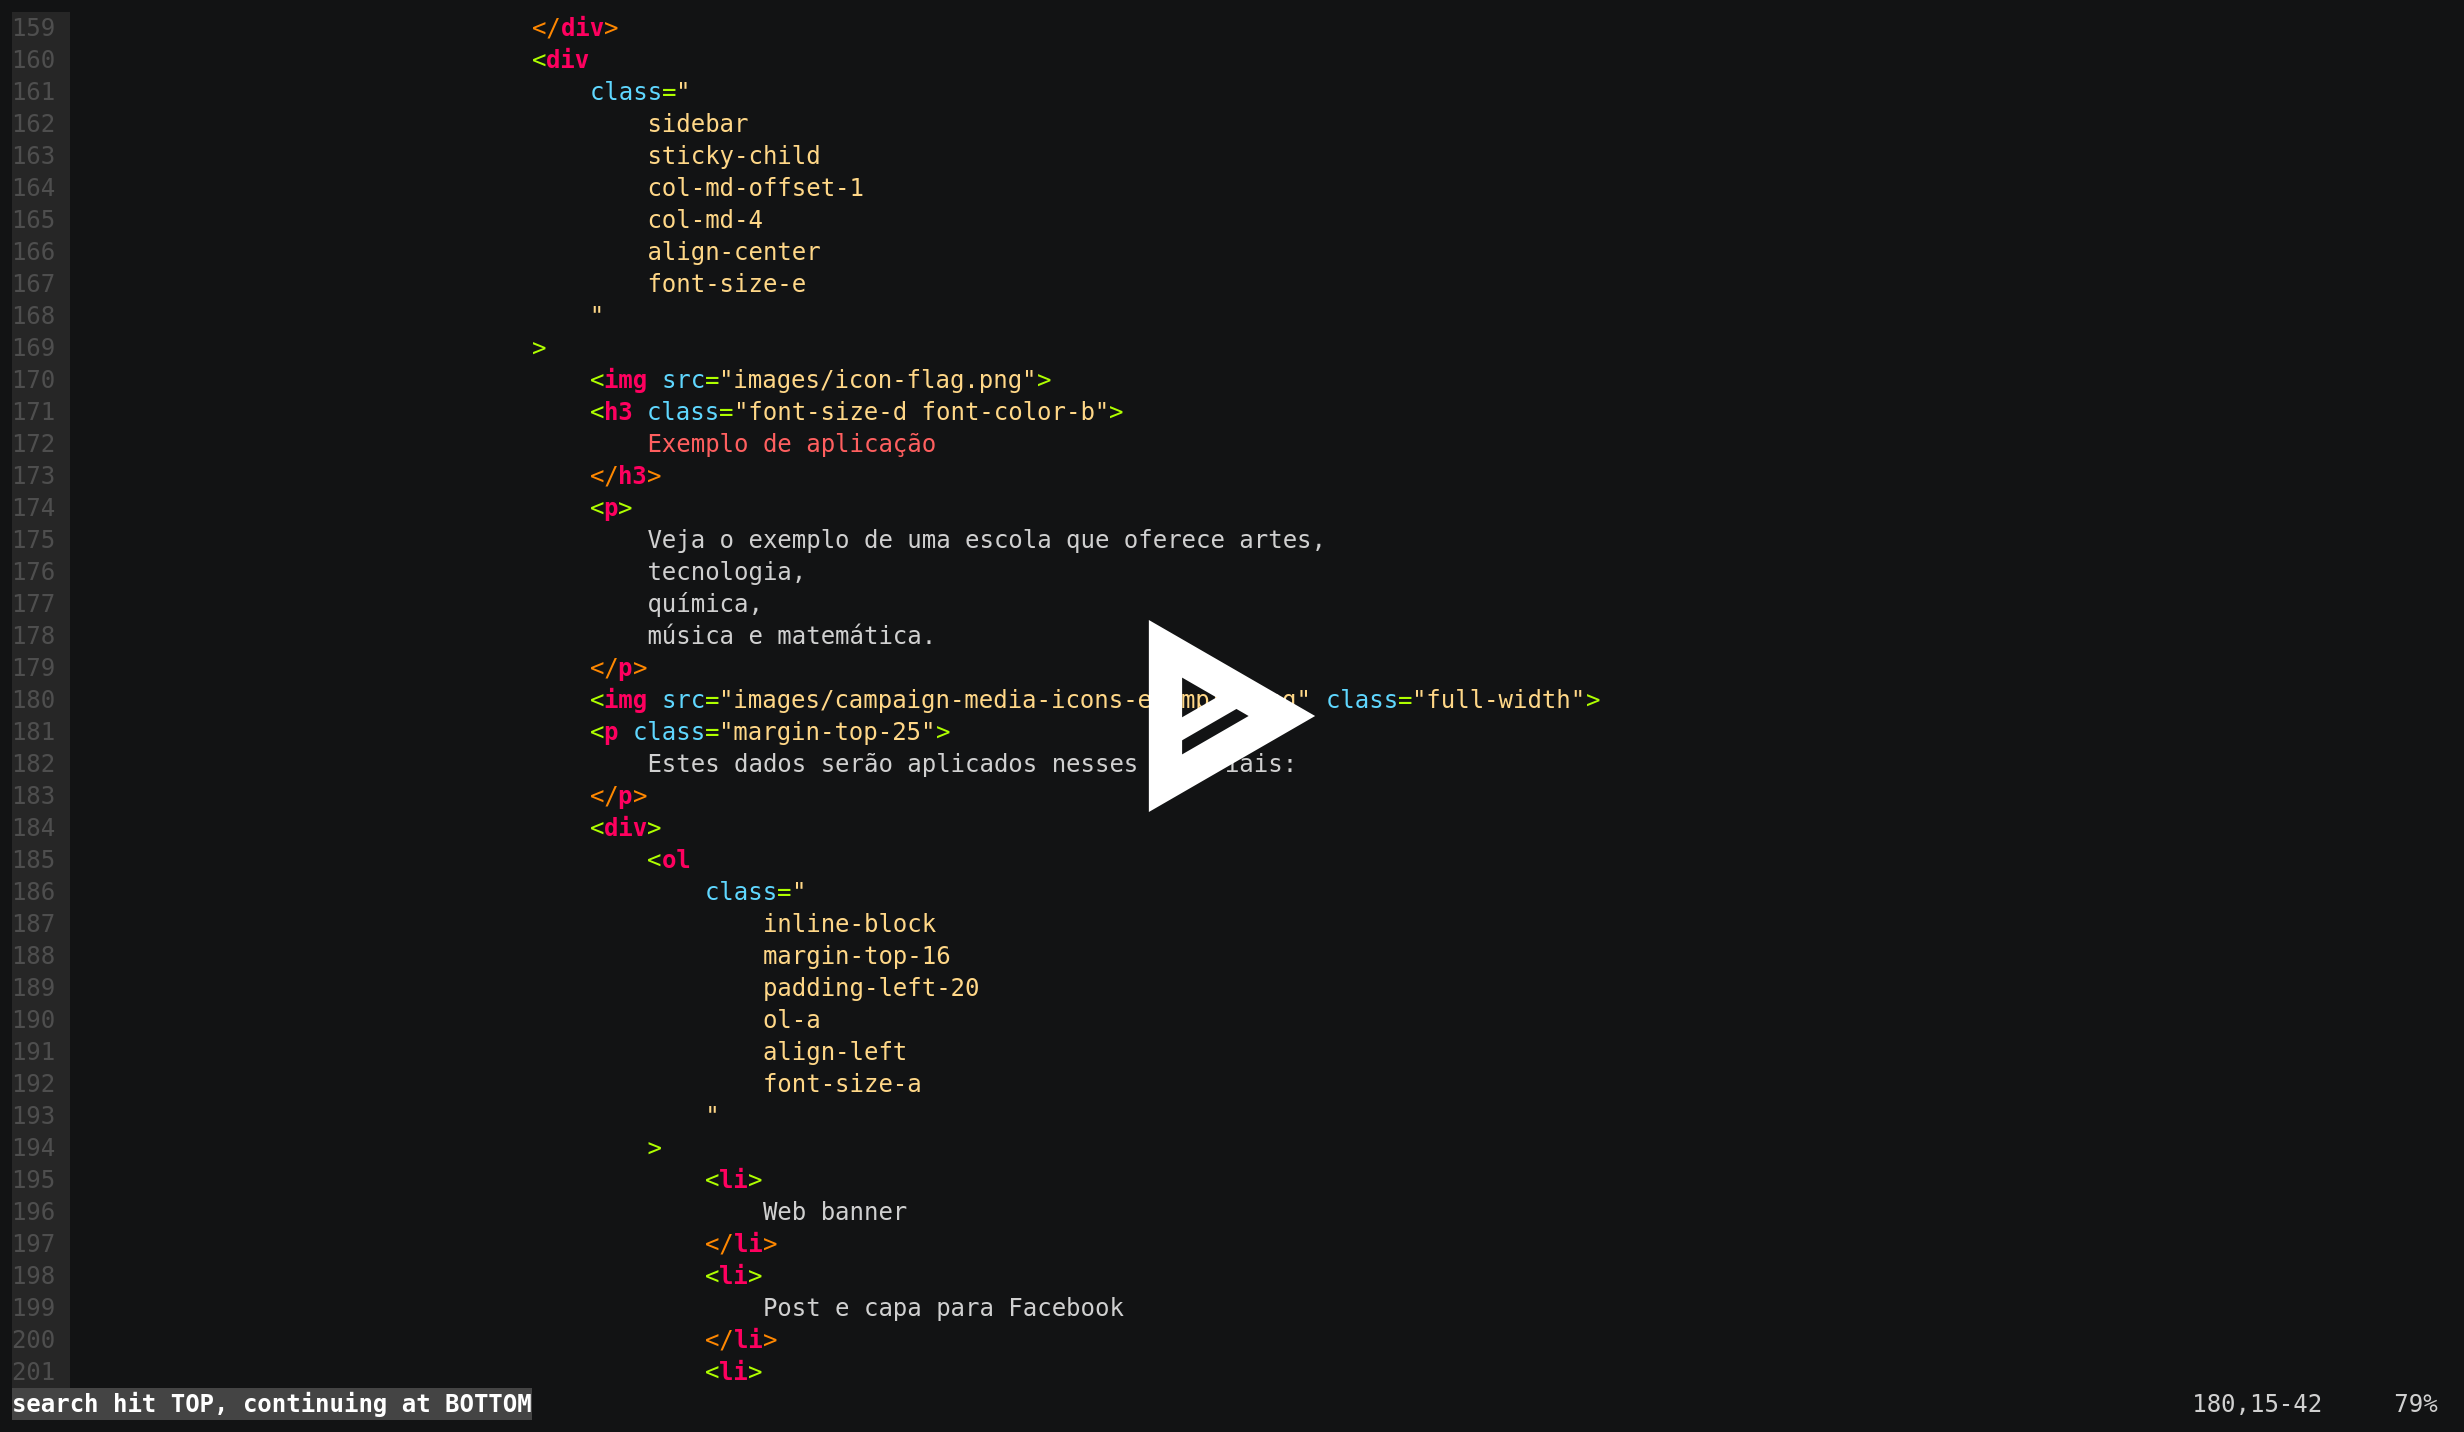 159 </div>
160 <div
161 class="
162 sidebar
163 sticky-child
164 col-md-offset-1
165 col-md-4
166 align-center
167 font-size-e
168 "
169 >
170 <img src="images/icon-flag.png">
171 <h3 class="font-size-d font-color-b">
172 Exemplo de aplicação
173 </h3>
174 <p>
175 Veja o exemplo de uma escola que oferece artes,
176 tecnologia,
177 química,
178 música e matemática.
179 </p>
180 <img src= class="full-width">
181 <p class="margin-top-25">
182 Estes dados serão aplicados nesses
183 </p>
184 <div>
185 <ol
186 class="
187 inline-block
188 margin-top-16
189 padding-left-20
190 ol-a
191 align-left
192 font-size-a
193 "
194 >
195 <li>
196 Web banner
197 </li>
198 <li>
199 Post e capa para Facebook
200 </li>
201 <li>
search hit TOP, continuing at BOTTOM 180,15-42 79%